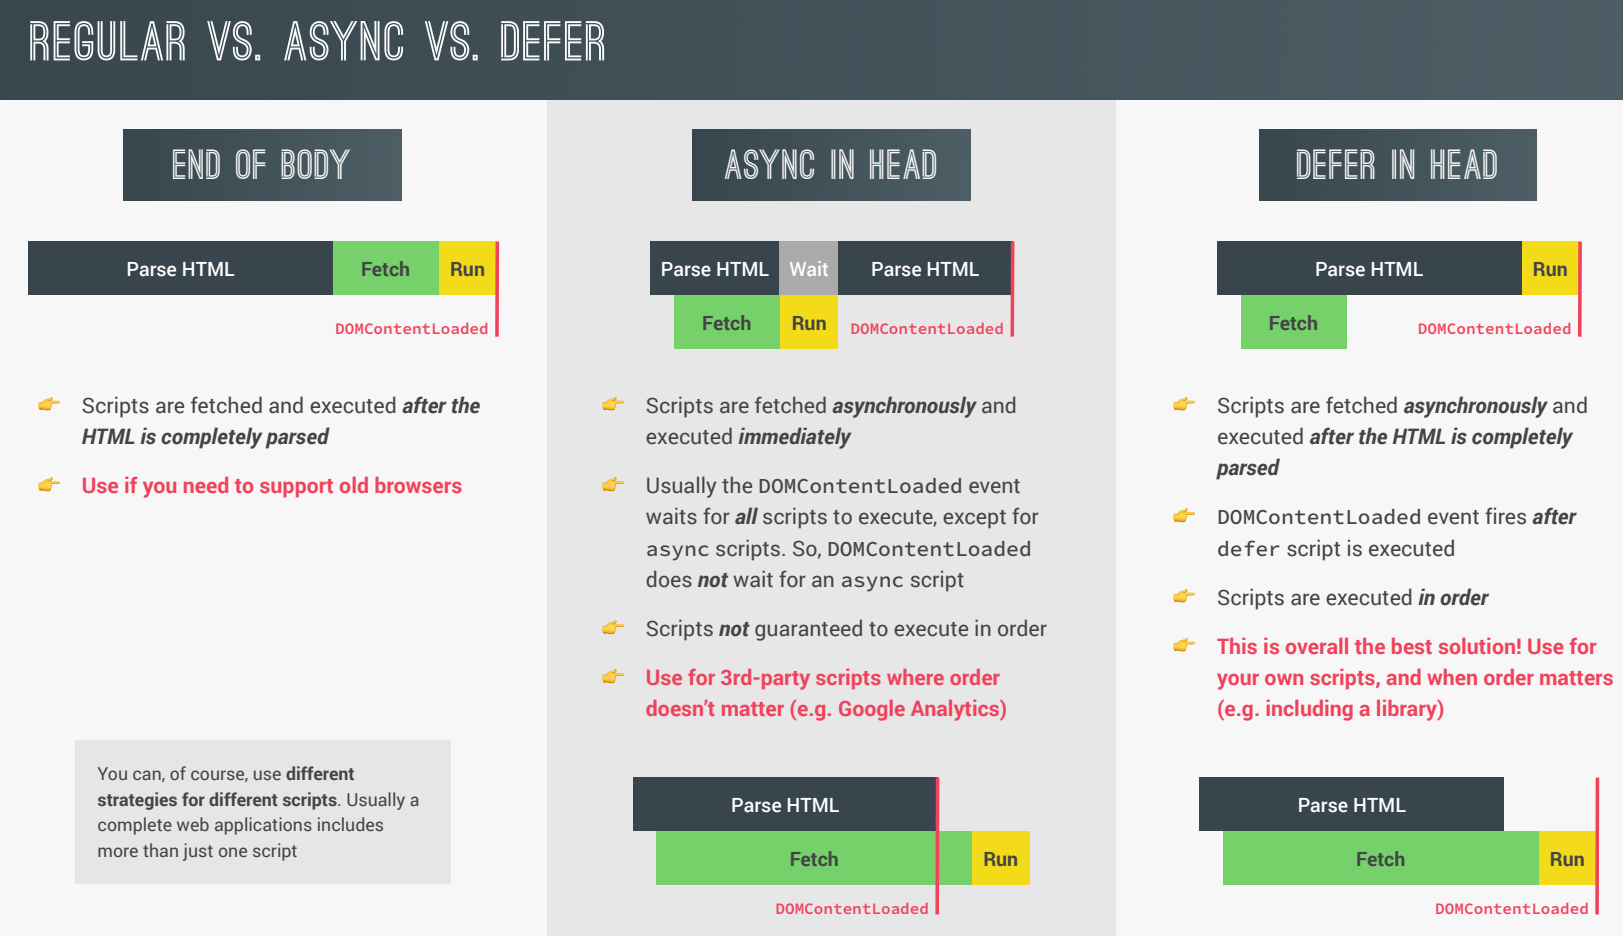 REGULAR VS. ASYNC VS. DEFER
END OF BODY
Parse HTML Fetch Run
DOMContentLoaded
👉 Scripts are fetched and executed after the
HTML is completely parsed
👉 Use if you need to support old browsers
You can, of course, use different
strategies for different scripts. Usually a
complete web applications includes
more than just one script
ASYNC IN HEAD
Parse HTML Wait Parse HTML
Fetch Run DOMContentLoaded
👉 Scripts are fetched asynchronously and
executed immediately
👉 Usually the DOMContentLoaded event
waits for all scripts to execute, except for
async scripts. So, DOMContentLoaded
does not wait for an async script
👉 Scripts not guaranteed to execute in order
👉 Use for 3rd-party scripts where order
doesn’t matter (e.g. Google Analytics)
Parse HTML
Fetch Run
DOMContentLoaded
DEFER IN HEAD
Parse HTML Run
Fetch DOMContentLoaded
👉 Scripts are fetched asynchronously and
executed after the HTML is completely
parsed
👉 DOMContentLoaded event fires after
defer script is executed
👉 Scripts are executed in order
👉 This is overall the best solution! Use for
your own scripts, and when order matters
(e.g. including a library)
Parse HTML
Fetch Run
DOMContentLoaded